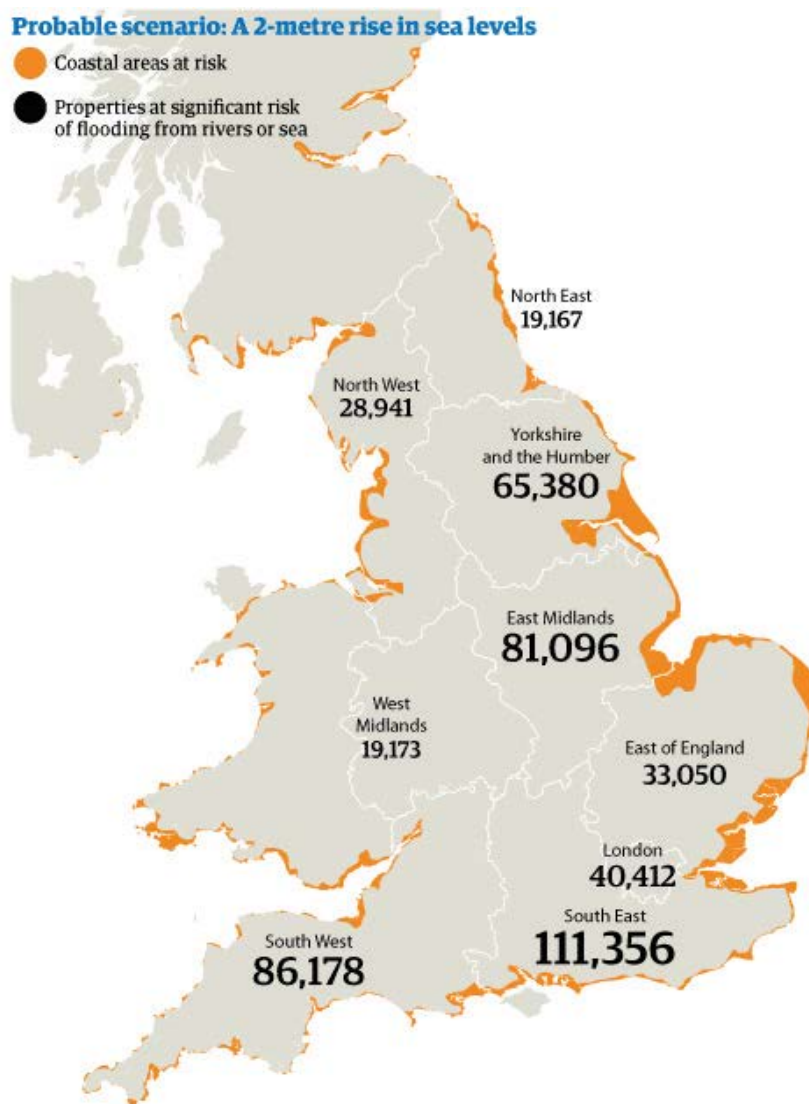 Probable scenario: A 2-metre rise in sea levels
Coastal areas at risk
Properties at significant risk
of flooding from rivers or sea
North East
19,167
North West
28,941
Yorkshire
and the Humber
65,380
East Midlands
81,096
West
Midlands
19,173
East of England
33,050
London
40,412
South East
111,356
South West
86,178